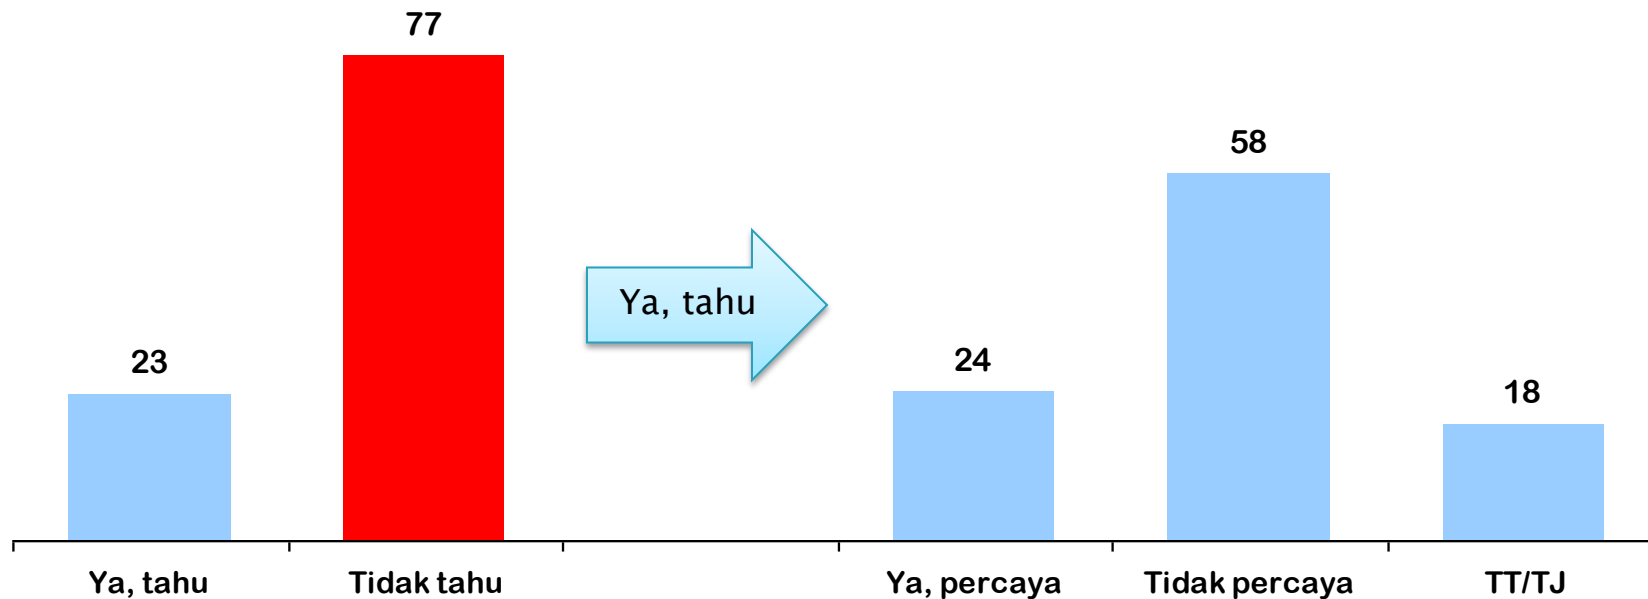 77
58
Ya, tahu
23
24
18
Ya, tahu
Tidak tahu
Ya, percaya
Tidak percaya
TT/TJ